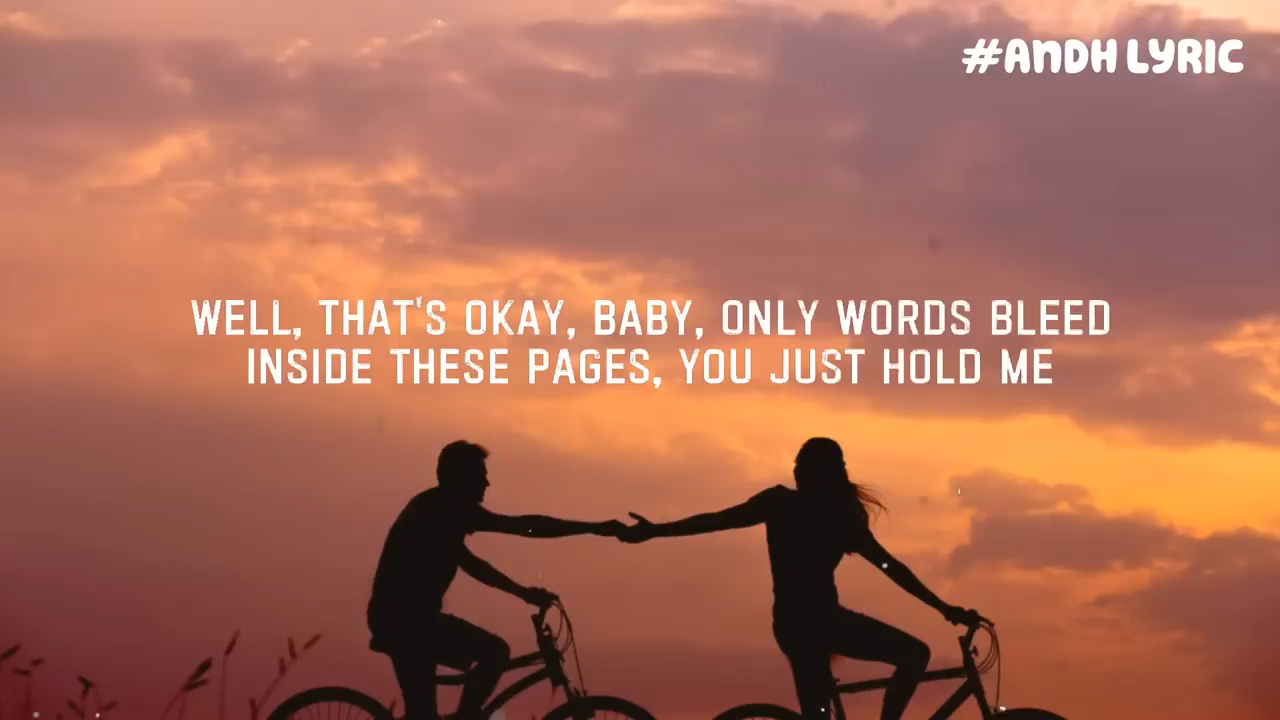 #ANDH LYRIC
WELL, THAT'S OKAY, BABY, ONLY WORDS BLEED
INSIDE THESE PAGES, YOU JUST HOLD ME